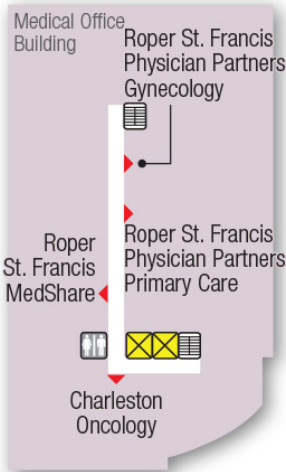 Medical Office
Building
Roper St. Francis
Physician Partners
Gynecology
Roper St. Francis
Physician Partners
Primary Care
Roper
St. Francis
MedShare
Charleston
Oncology